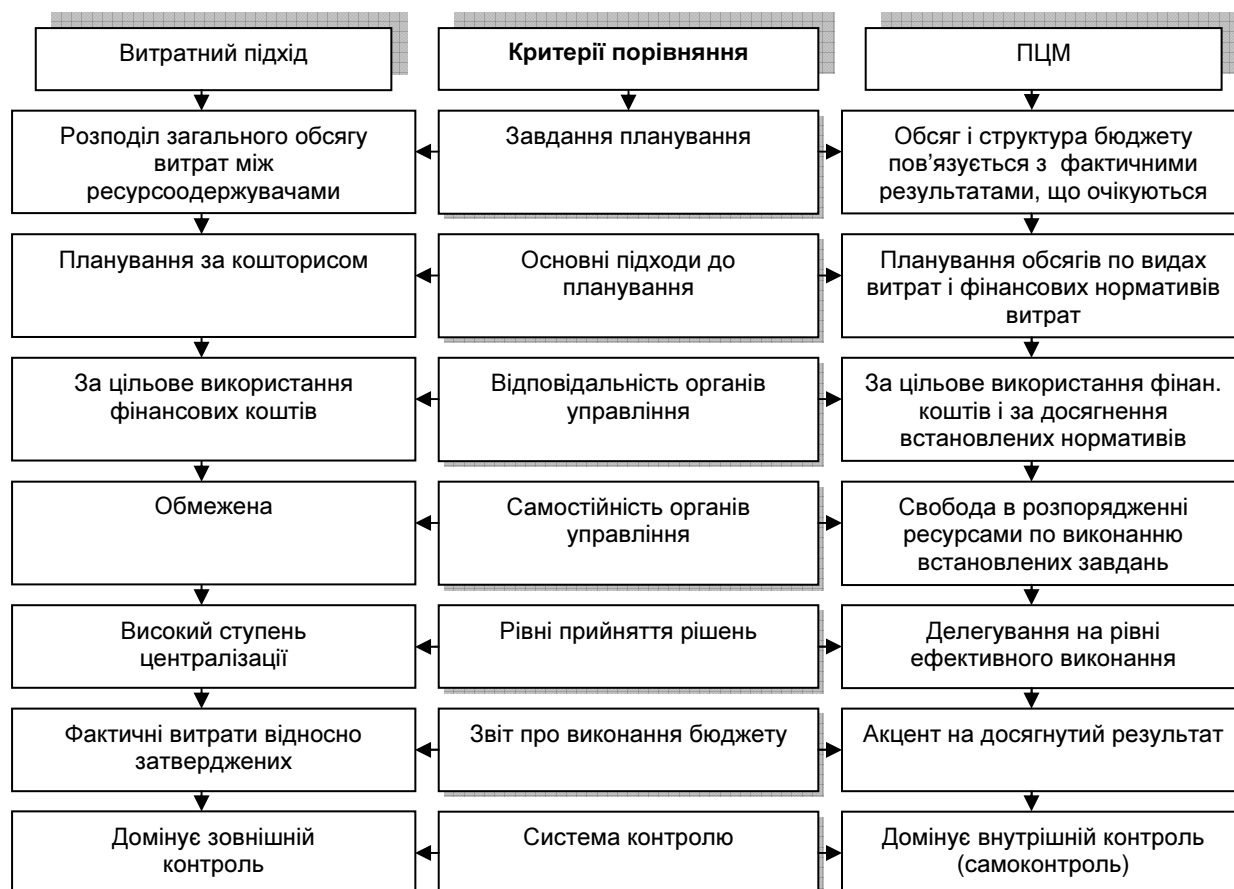 Витратний підхід
Критерії порівняння
ПЦМ
Розподіл загального обсягу
витрат між
ресурсоодержувачами
Завдання планування
Обсяг і структура бюджету
пов’язується з фактичними
результатами, що очікуються
Планування за кошторисом
Основні підходи до
планування
Планування обсягів по видах
витрат і фінансових нормативів
витрат
За цільове використання
фінансових коштів
Відповідальність органів
управління
За цільове використання фінан.
коштів і за досягнення
встановлених нормативів
Обмежена
Самостійність органів
управління
Свобода в розпорядженні
ресурсами по виконанню
встановлених завдань
Високий ступень
централізації
Рівні прийняття рішень
Делегування на рівні
ефективного виконання
Фактичні витрати відносно
затверджених
Звіт про виконання бюджету
Акцент на досягнутий результат
Домінує зовнішній
контроль
Система контролю
Домінує внутрішній контроль
(самоконтроль)